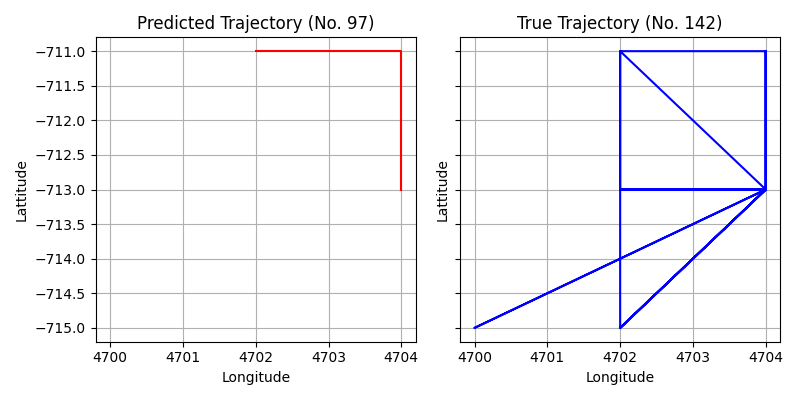 Predicted Trajectory (No. 97)
−711.0
−711.5
−712.0
−712.5
−713.0
−713.5
−714.0
−714.5
−715.0
Lattitude
4700 4701 4702 4703 4704
Longitude
True Trajectory (No. 142)
Lattitude
4700 4701 4702 4703 4704
Longitude